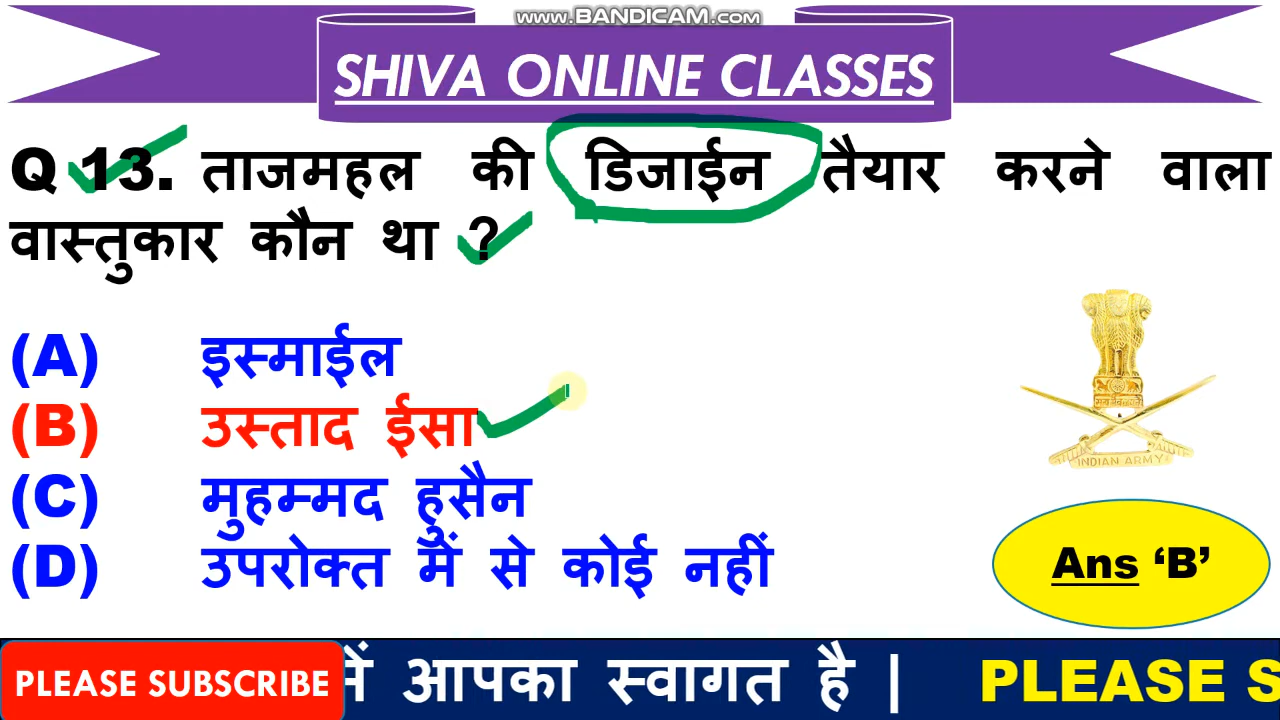 www.BANDICAM.com
SHIVA ONLINE CLASSES
Q 13. ताजमहल की डिजाईन तैयार करने वाला
वास्तुकार कौन था ?
(A) इस्माईल
(B) उस्ताद ईसा
(C) मुहम्मद हुसैन
(D) उपरोक्त में से कोई नहीं
INDIAN ARMY
Ans ‘B’
PLEASE SUBSCRIBE
में आपका स्वागत है | PLEASE S